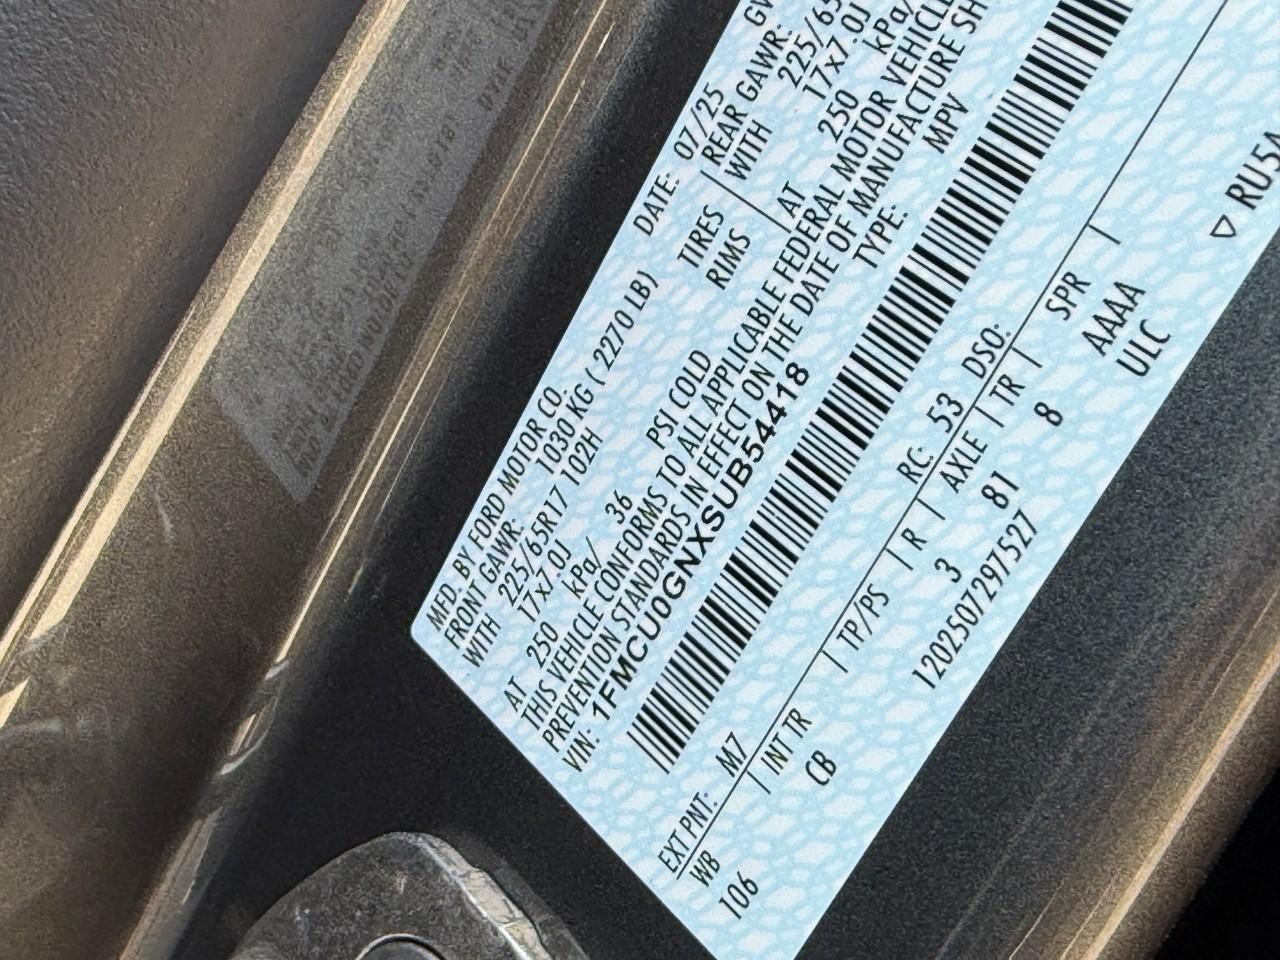 MFD. BY FORD MOTOR CO. DATE: 07/25 GV
FRONT GAWR: 1030 KG ( 2270 LB) REAR GAWR:
WITH 225/65R17 102H TIRES WITH 225/65
17x7.0J RIMS 17x7.0J
AT 250 kPa/ 36 PSI COLD AT 250 kPa/
THIS VEHICLE CONFORMS TO ALL APPLICABLE FEDERAL MOTOR VEHICLE
PREVENTION STANDARDS IN EFFECT ON THE DATE OF MANUFACTURE SH
VIN: 1FMCU0GNXSUB54418 TYPE: MPV
EXT PNT: M7 RC: 53 DSO:
WB INT TR TP/PS R AXLE TR SPR
106 CB 3 81 8 AAAA
1202507297527 ULC
▽ RU5A